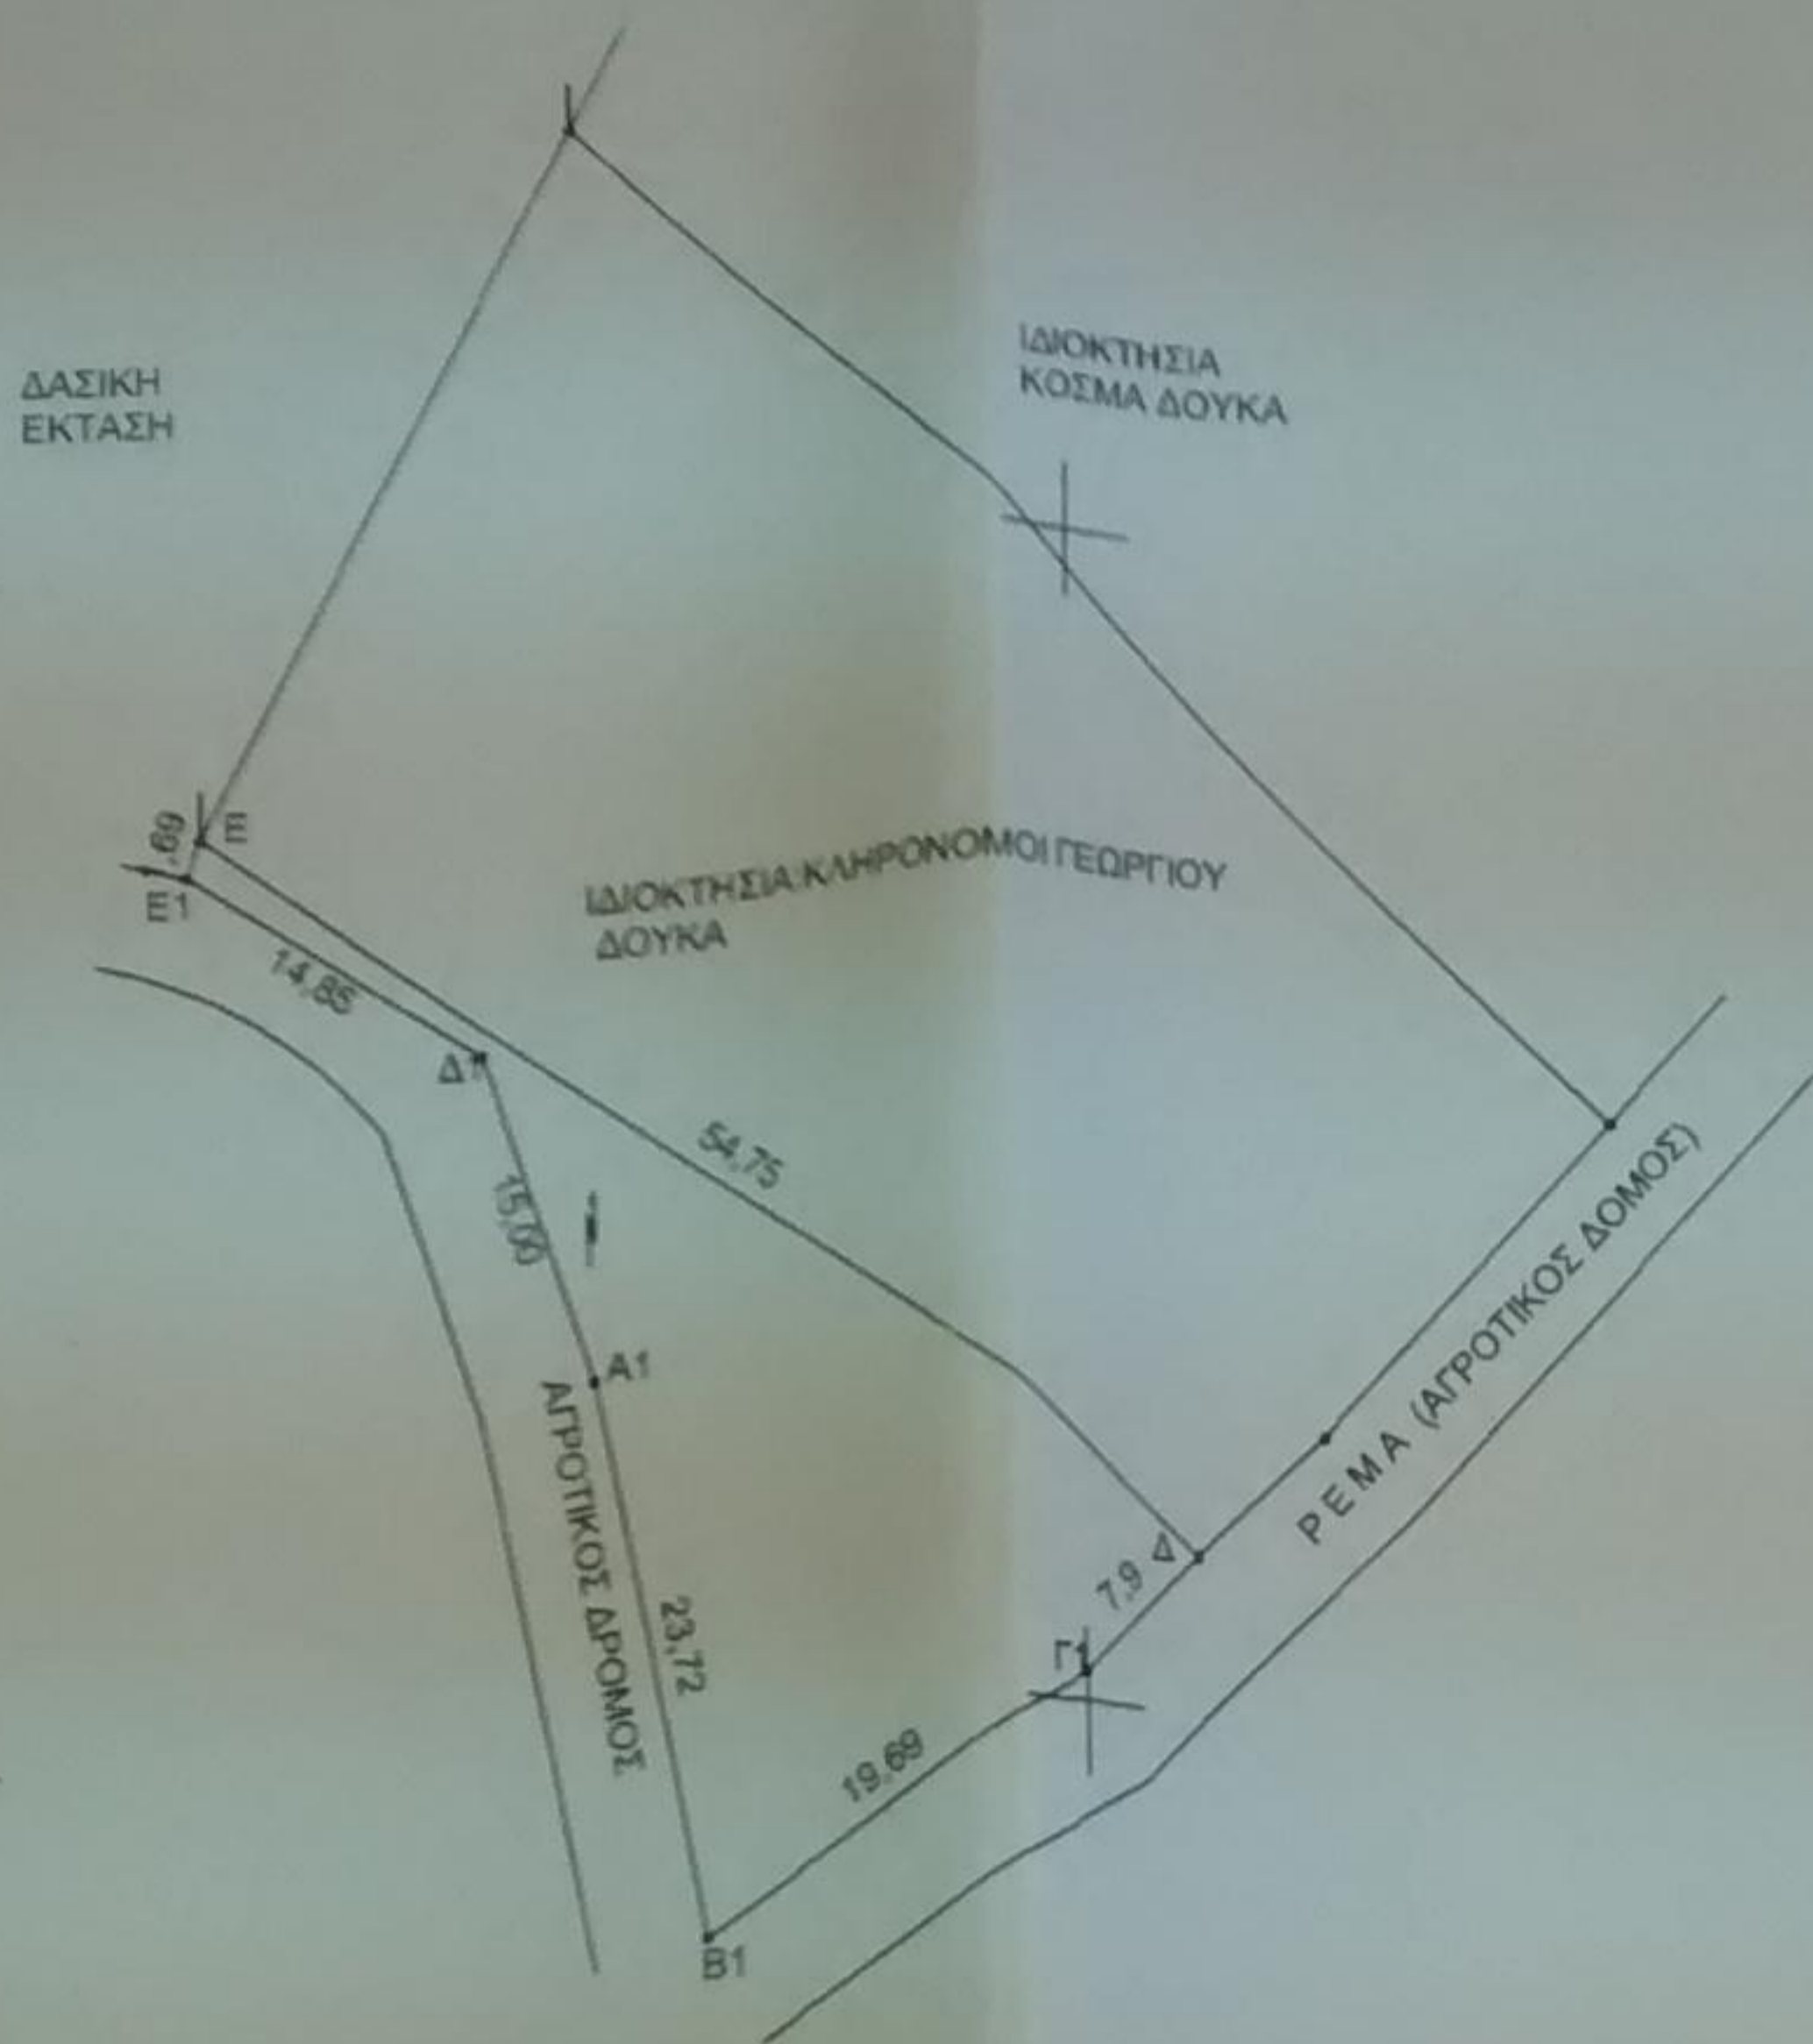 ΔΑΣΙΚΗ
ΕΚΤΑΣΗ
ΙΔΙΟΚΤΗΣΙΑ
ΚΟΣΜΑ ΔΟΥΚΑ
,69
Ε
Ε1
14,85
ΙΔΙΟΚΤΗΣΙΑ ΚΛΗΡΟΝΟΜΟΙ ΓΕΩΡΓΙΟΥ
ΔΟΥΚΑ
Δ1
54,75
15,00
Α1
ΑΓΡΟΤΙΚΟΣ ΔΡΟΜΟΣ
23,72
ΡΕΜΑ (ΑΓΡΟΤΙΚΟΣ ΔΟΜΟΣ)
Δ
7,9
Γ1
19,69
Β1